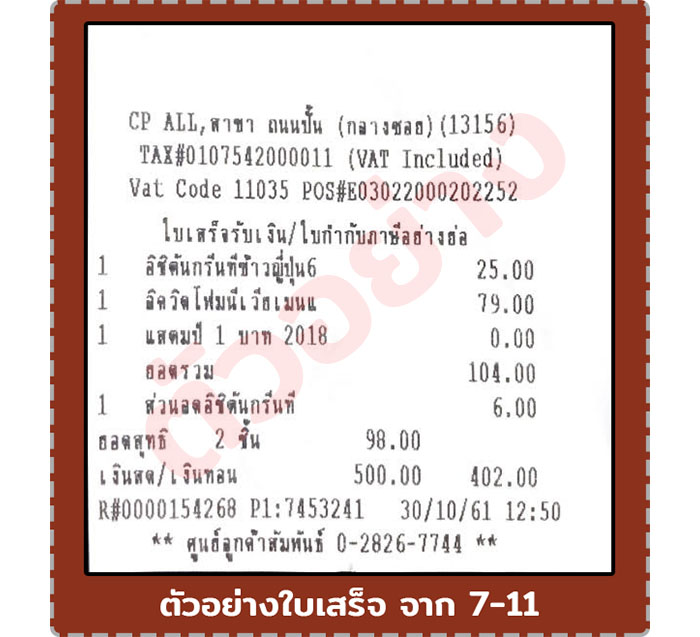 CP ALL,สาขา ถนนปั้น (กลางซอย)(13156)
TAX#0107542000011 (VAT Included)
Vat Code 11035 POS#E03022000202252
ใบเสร็จรับเงิน/ใบกำกับภาษีอย่างย่อ
1 อิชิตันกรีนทีข้าวญี่ปุ่น6 25.00
1 ลิควิดโฟมนีเวียเมนแ 79.00
1 แสตมป์ 1 บาท 2018 0.00
ยอดรวม 104.00
1 ส่วนลดอิชิตันกรีนที 6.00
ยอดสุทธิ 2 ชิ้น 98.00
เงินสด/เงินทอน 500.00 402.00
R#0000154268 P1:7453241 30/10/61 12:50
** ศูนย์ลูกค้าสัมพันธ์ 0-2826-7744 **
ตัวอย่าง
ตัวอย่างใบเสร็จ จาก 7-11